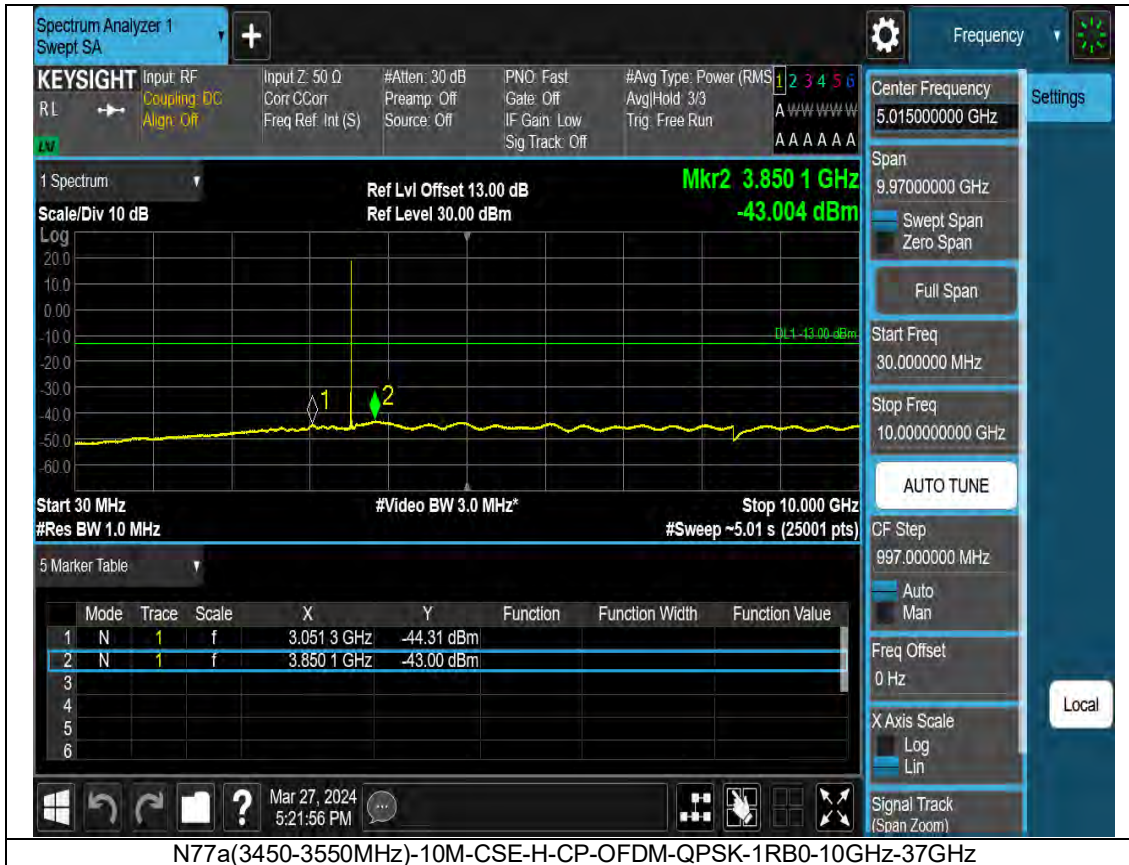 Spectrum Analyzer 1
Swept SA
+
Frequency
KEYSIGHT
RL
LXI
Input: RF
Coupling: DC
Align: Off
Input Z: 50 Ω
Corr CCorr
Freq Ref: Int (S)
#Atten: 30 dB
Preamp: Off
Source: Off
PNO: Fast
Gate: Off
IF Gain: Low
Sig Track: Off
#Avg Type: Power (RMS
Avg|Hold: 3/3
Trig: Free Run
1 2 3 4 5 6
A W W W W W
A A A A A A
1 Spectrum
Scale/Div 10 dB
Ref Lvl Offset 13.00 dB
Ref Level 30.00 dBm
Mkr2 3.850 1 GHz
-43.004 dBm
Log
20.0
10.0
0.00
-10.0
-20.0
-30.0
-40.0
-50.0
-60.0
DL1 -13.00 dBm
1
2
Start 30 MHz
#Res BW 1.0 MHz
#Video BW 3.0 MHz*
Stop 10.000 GHz
#Sweep ~5.01 s (25001 pts)
5 Marker Table
Mode Trace Scale X Y Function Function Width Function Value
1 N 1 f 3.051 3 GHz -44.31 dBm
2 N 1 f 3.850 1 GHz -43.00 dBm
3
4
5
6
Center Frequency
5.015000000 GHz
Settings
Span
9.97000000 GHz
Swept Span
Zero Span
Full Span
Start Freq
30.000000 MHz
Stop Freq
10.000000000 GHz
AUTO TUNE
CF Step
997.000000 MHz
Auto
Man
Freq Offset
0 Hz
Local
X Axis Scale
Log
Lin
Signal Track
(Span Zoom)
?
Mar 27, 2024
5:21:56 PM
N77a(3450-3550MHz)-10M-CSE-H-CP-OFDM-QPSK-1RB0-10GHz-37GHz